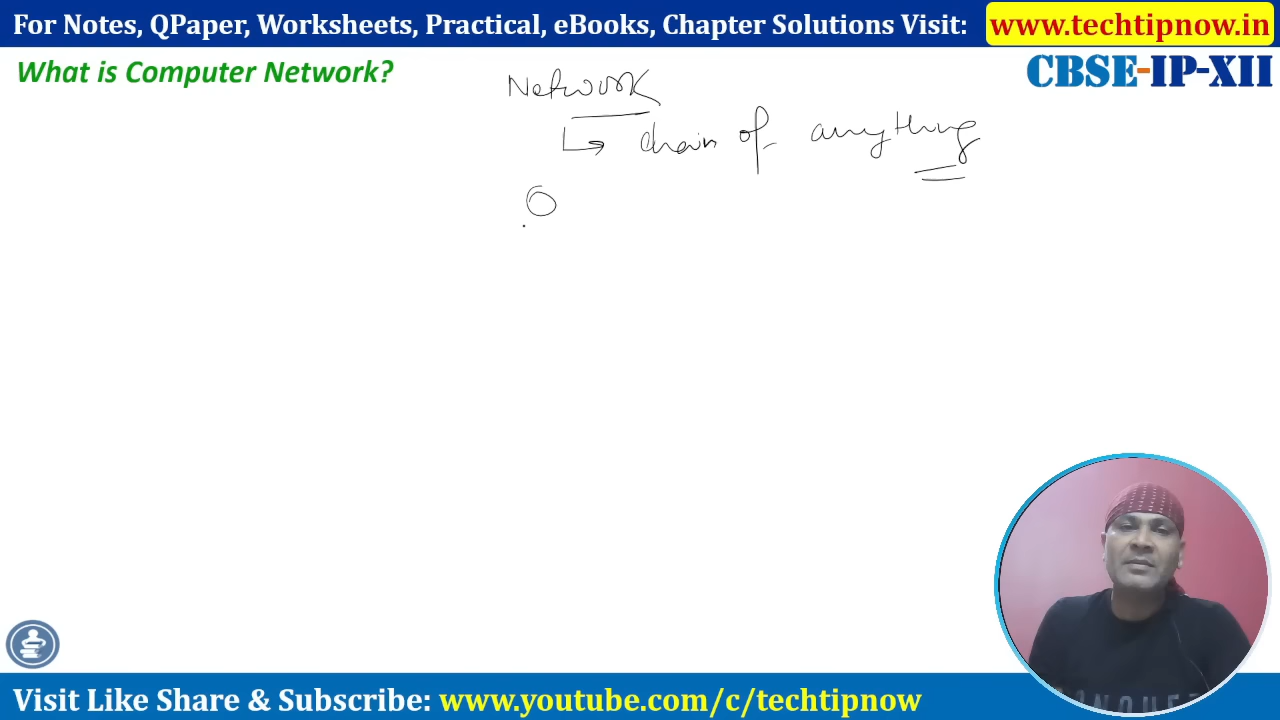 For Notes, QPaper, Worksheets, Practical, eBooks, Chapter Solutions Visit: www.techtipnow.in
What is Computer Network?
CBSE-IP-XII
Network
chain of anything
Visit Like Share & Subscribe: www.youtube.com/c/techtipnow